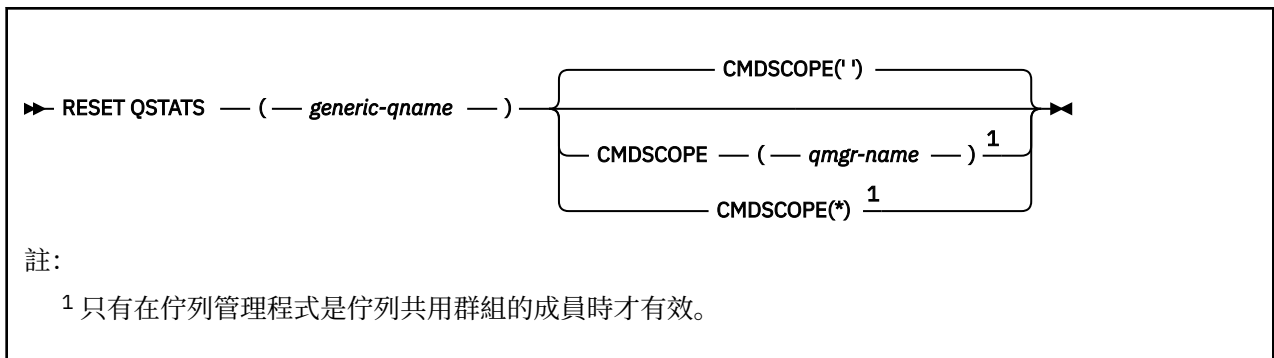 CMDSCOPE(' ')
RESET QSTATS ( generic-qname )
CMDSCOPE ( qmgr-name ) 1
CMDSCOPE(*) 1
註:
1 只有在佇列管理程式是佇列共用群組的成員時才有效。